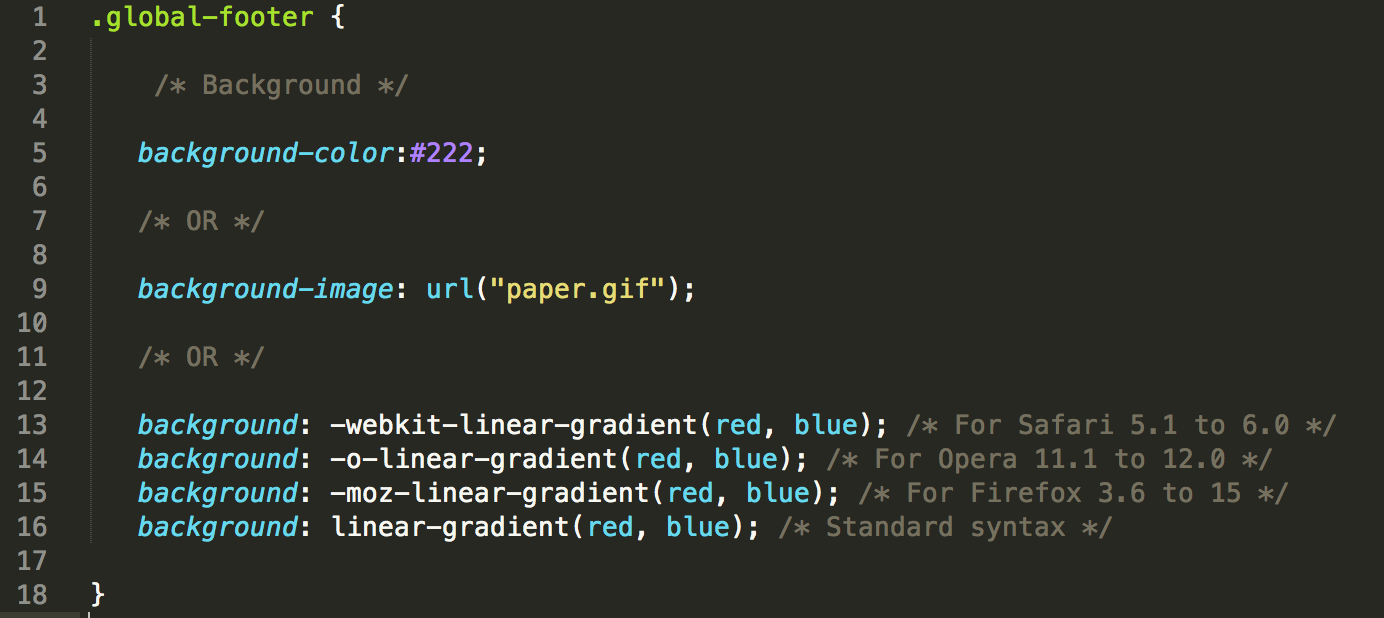 1 .global-footer {
2
3 /* Background */
4
5 background-color:#222;
6
7 /* OR */
8
9 background-image: url("paper.gif");
10
11 /* OR */
12
13 background: -webkit-linear-gradient(red, blue); /* For Safari 5.1 to 6.0 */
14 background: -o-linear-gradient(red, blue); /* For Opera 11.1 to 12.0 */
15 background: -moz-linear-gradient(red, blue); /* For Firefox 3.6 to 15 */
16 background: linear-gradient(red, blue); /* Standard syntax */
17
18 }